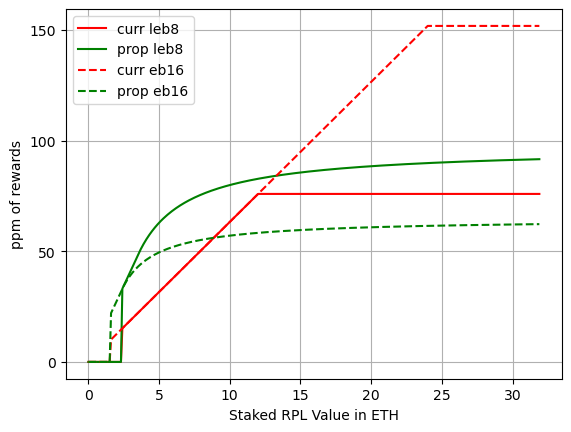 curr leb8
prop leb8
curr eb16
prop eb16
150
100
50
0
ppm of rewards
0 5 10 15 20 25 30
Staked RPL Value in ETH